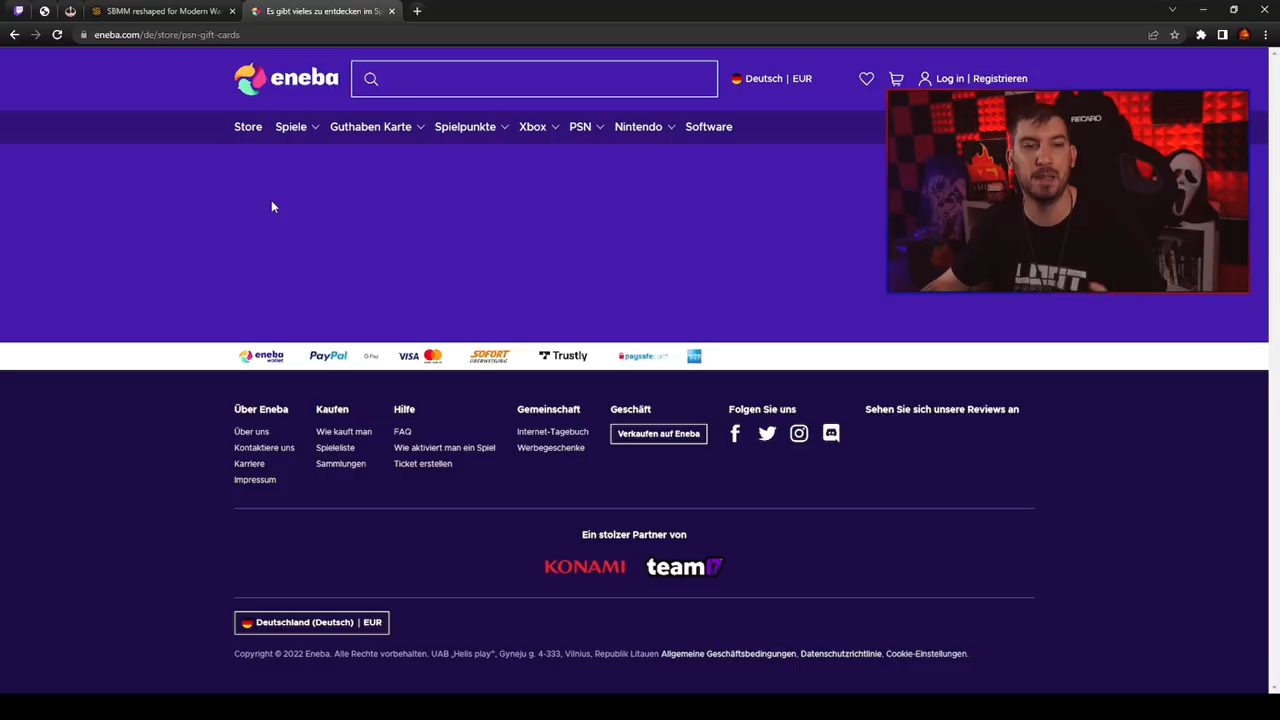 SBMM reshaped for Modern Wa
Es gibt vieles zu entdecken im Sp
eneba.com/de/store/psn-gift-cards
eneba
Deutsch | EUR
Log in | Registrieren
Store Spiele Guthaben Karte Spielpunkte Xbox PSN Nintendo Software
RECARO
eneba wallet PayPal G Pay VISA SOFORT ÜBERWEISUNG Trustly paysafecard
Über Eneba Kaufen Hilfe Gemeinschaft Geschäft Folgen Sie uns Sehen Sie sich unsere Reviews an
Über uns Wie kauft man FAQ Internet-Tagebuch Verkaufen auf Eneba
Kontaktiere uns Spieleliste Wie aktiviert man ein Spiel Werbegeschenke
Karriere Sammlungen Ticket erstellen
Impressum
Ein stolzer Partner von
KONAMI team17
Deutschland (Deutsch) | EUR
Copyright © 2022 Eneba. Alle Rechte vorbehalten. UAB „Helis play", Gyneju g. 4-333, Vilnius, Republik Litauen Allgemeine Geschäftsbedingungen, Datenschutzrichtlinie, Cookie-Einstellungen.